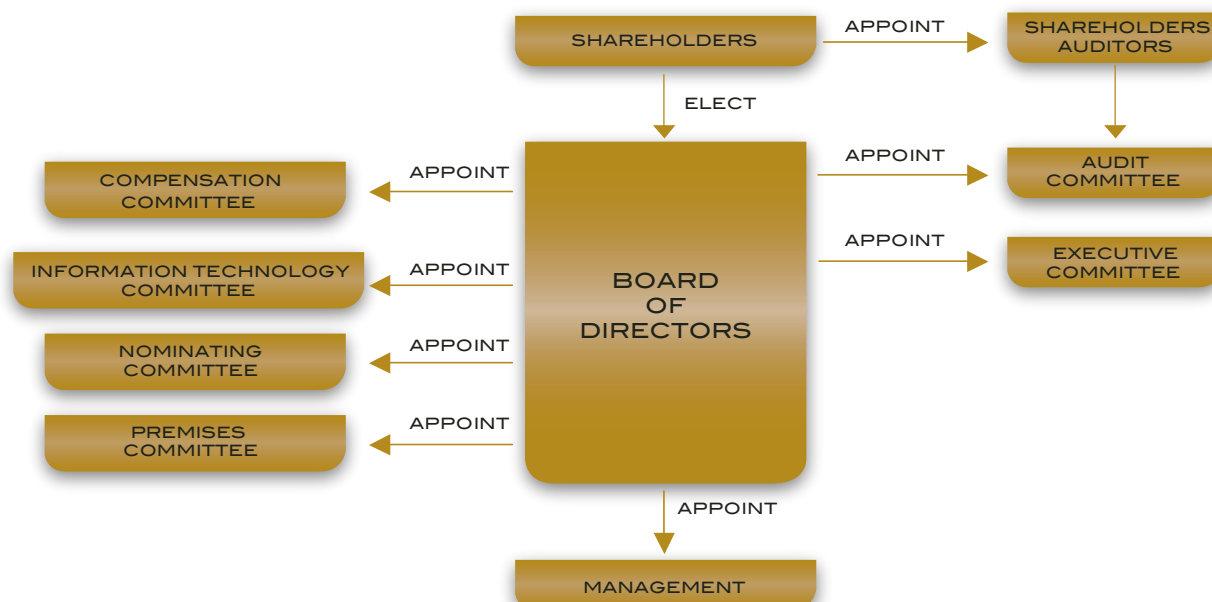 SHAREHOLDERS
APPOINT
SHAREHOLDERS
AUDITORS
ELECT
COMPENSATION
COMMITTEE
APPOINT
APPOINT
AUDIT
COMMITTEE
INFORMATION TECHNOLOGY
COMMITTEE
APPOINT
BOARD
OF
DIRECTORS
APPOINT
EXECUTIVE
COMMITTEE
NOMINATING
COMMITTEE
APPOINT
PREMISES
COMMITTEE
APPOINT
APPOINT
MANAGEMENT